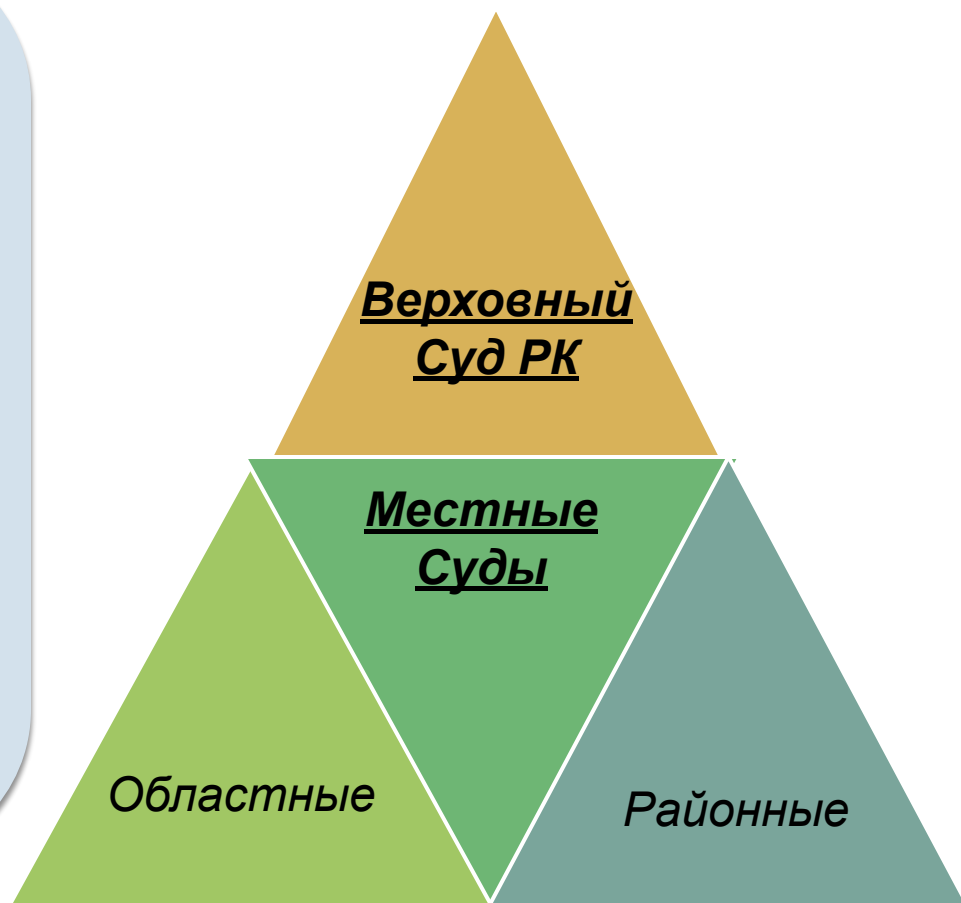 Верховный
Суд РК
Местные
Суды
Областные
Районные